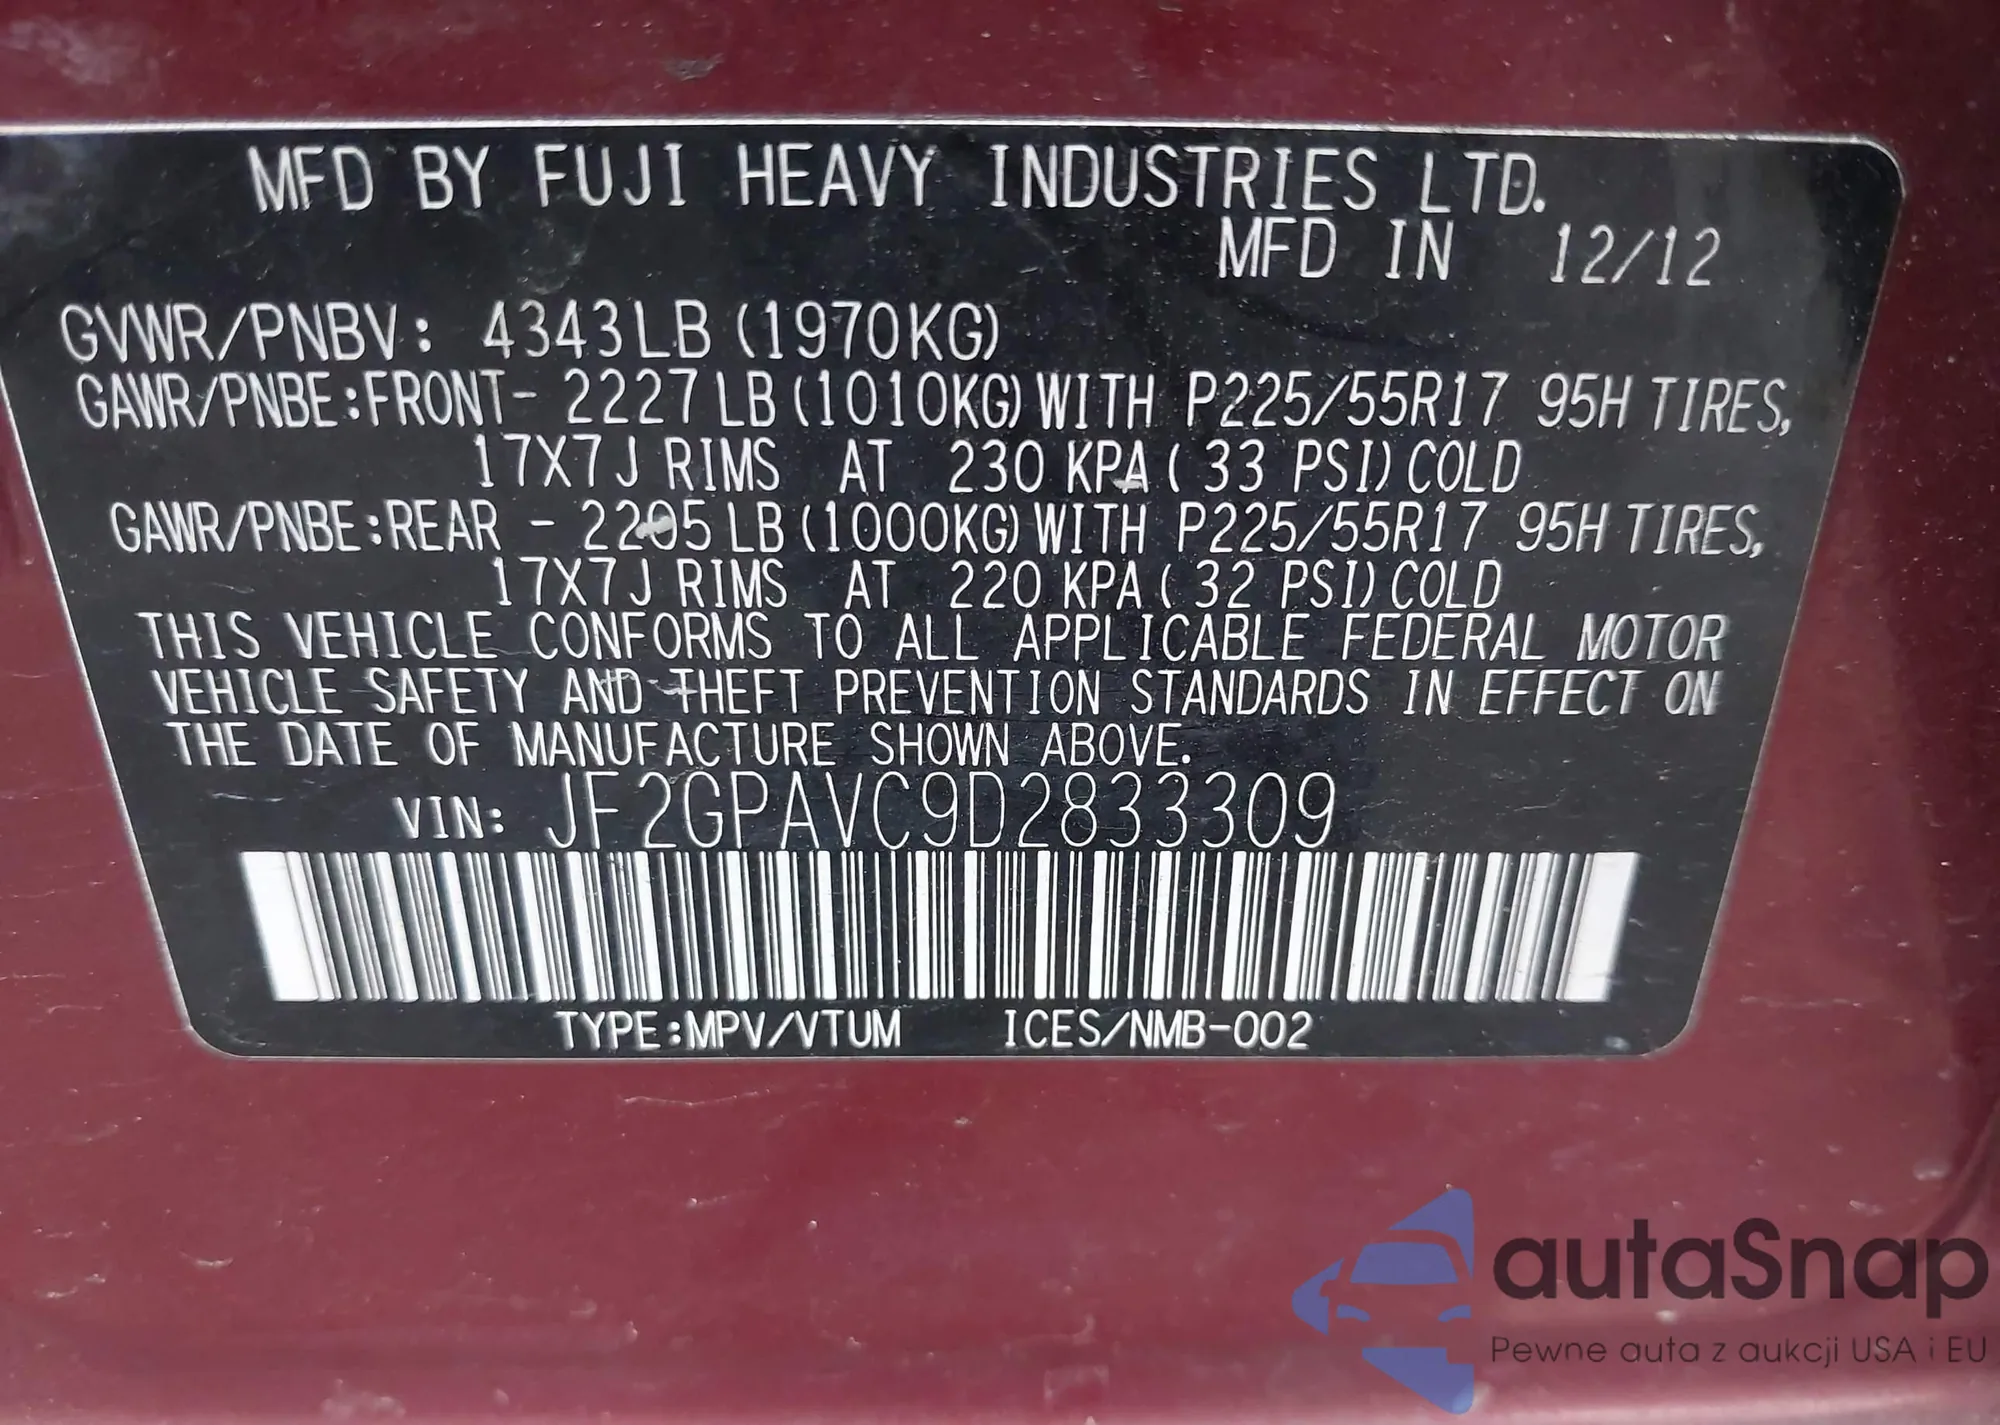 MFD BY FUJI HEAVY INDUSTRIES LTD.
MFD IN 12/12
GVWR/PNBV: 4343LB (1970KG)
GAWR/PNBE:FRONT- 2227LB(1010KG)WITH P225/55R17 95H TIRES,
17X7J RIMS AT 230 KPA( 33 PSI)COLD
GAWR/PNBE:REAR - 2205LB(1000KG)WITH P225/55R17 95H TIRES,
17X7J RIMS AT 220 KPA( 32 PSI)COLD
THIS VEHICLE CONFORMS TO ALL APPLICABLE FEDERAL MOTOR
VEHICLE SAFETY AND THEFT PREVENTION STANDARDS IN EFFECT ON
THE DATE OF MANUFACTURE SHOWN ABOVE.
VIN: JF2GPAVC9D2833309
TYPE:MPV/VTUM ICES/NMB-002
autaSnap
Pewne auta z aukcji USA i EU